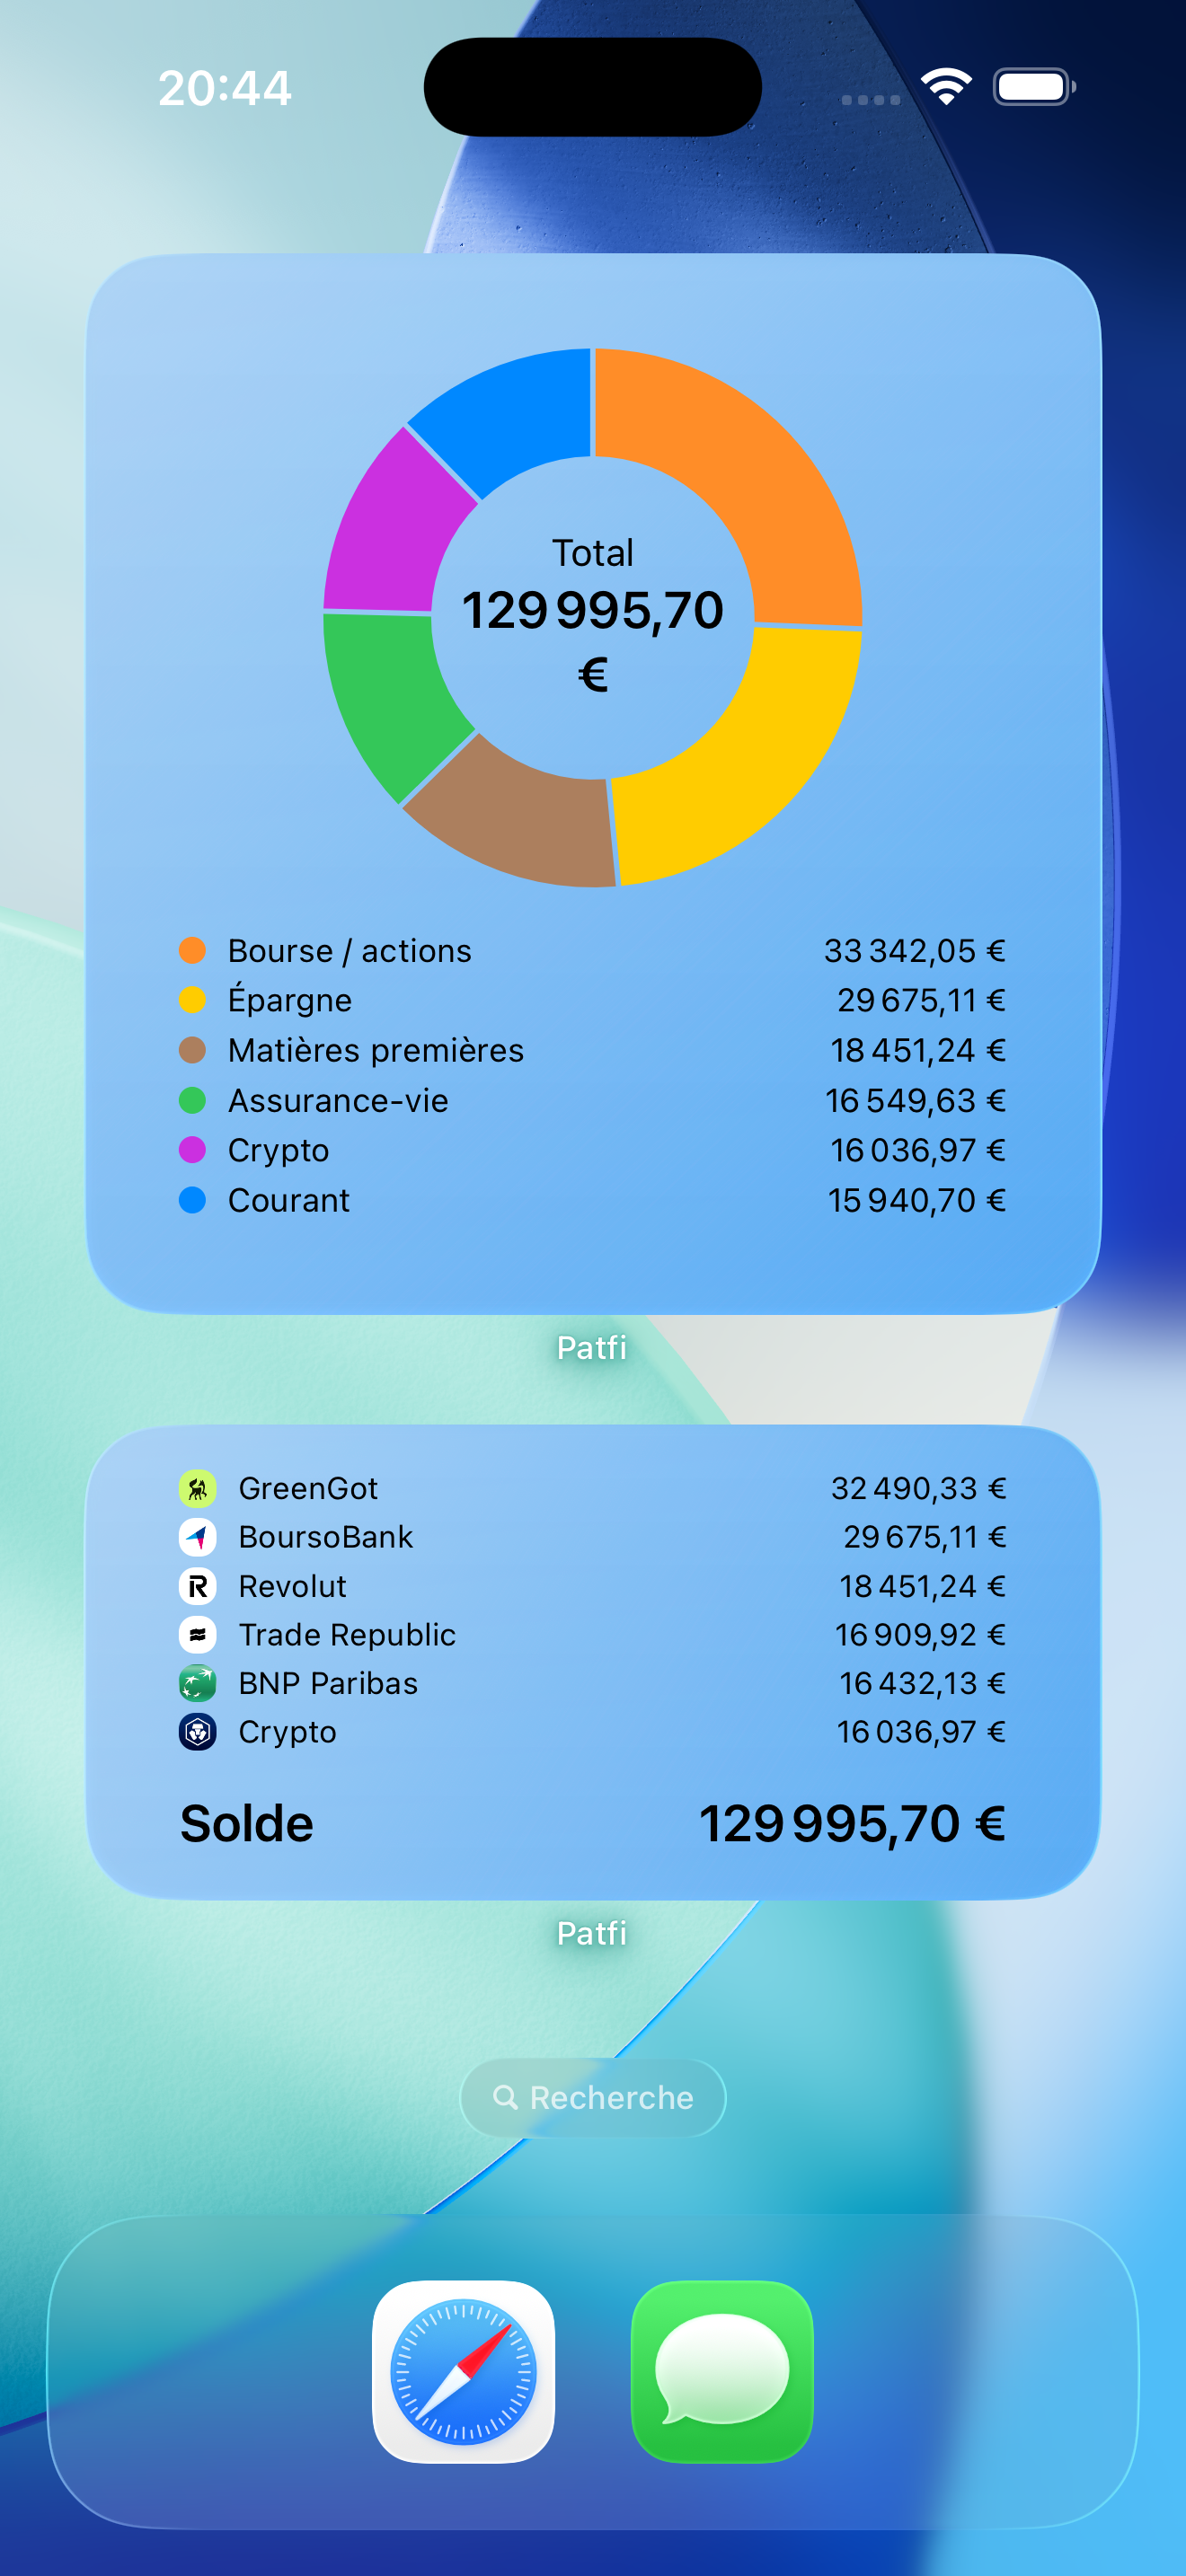 20:44
Total
129 995,70
€
Bourse / actions 33 342,05 €
Épargne 29 675,11 €
Matières premières 18 451,24 €
Assurance-vie 16 549,63 €
Crypto 16 036,97 €
Courant 15 940,70 €
Patfi
GreenGot 32 490,33 €
BoursoBank 29 675,11 €
Revolut 18 451,24 €
Trade Republic 16 909,92 €
BNP Paribas 16 432,13 €
Crypto 16 036,97 €
Solde 129 995,70 €
Patfi
Recherche